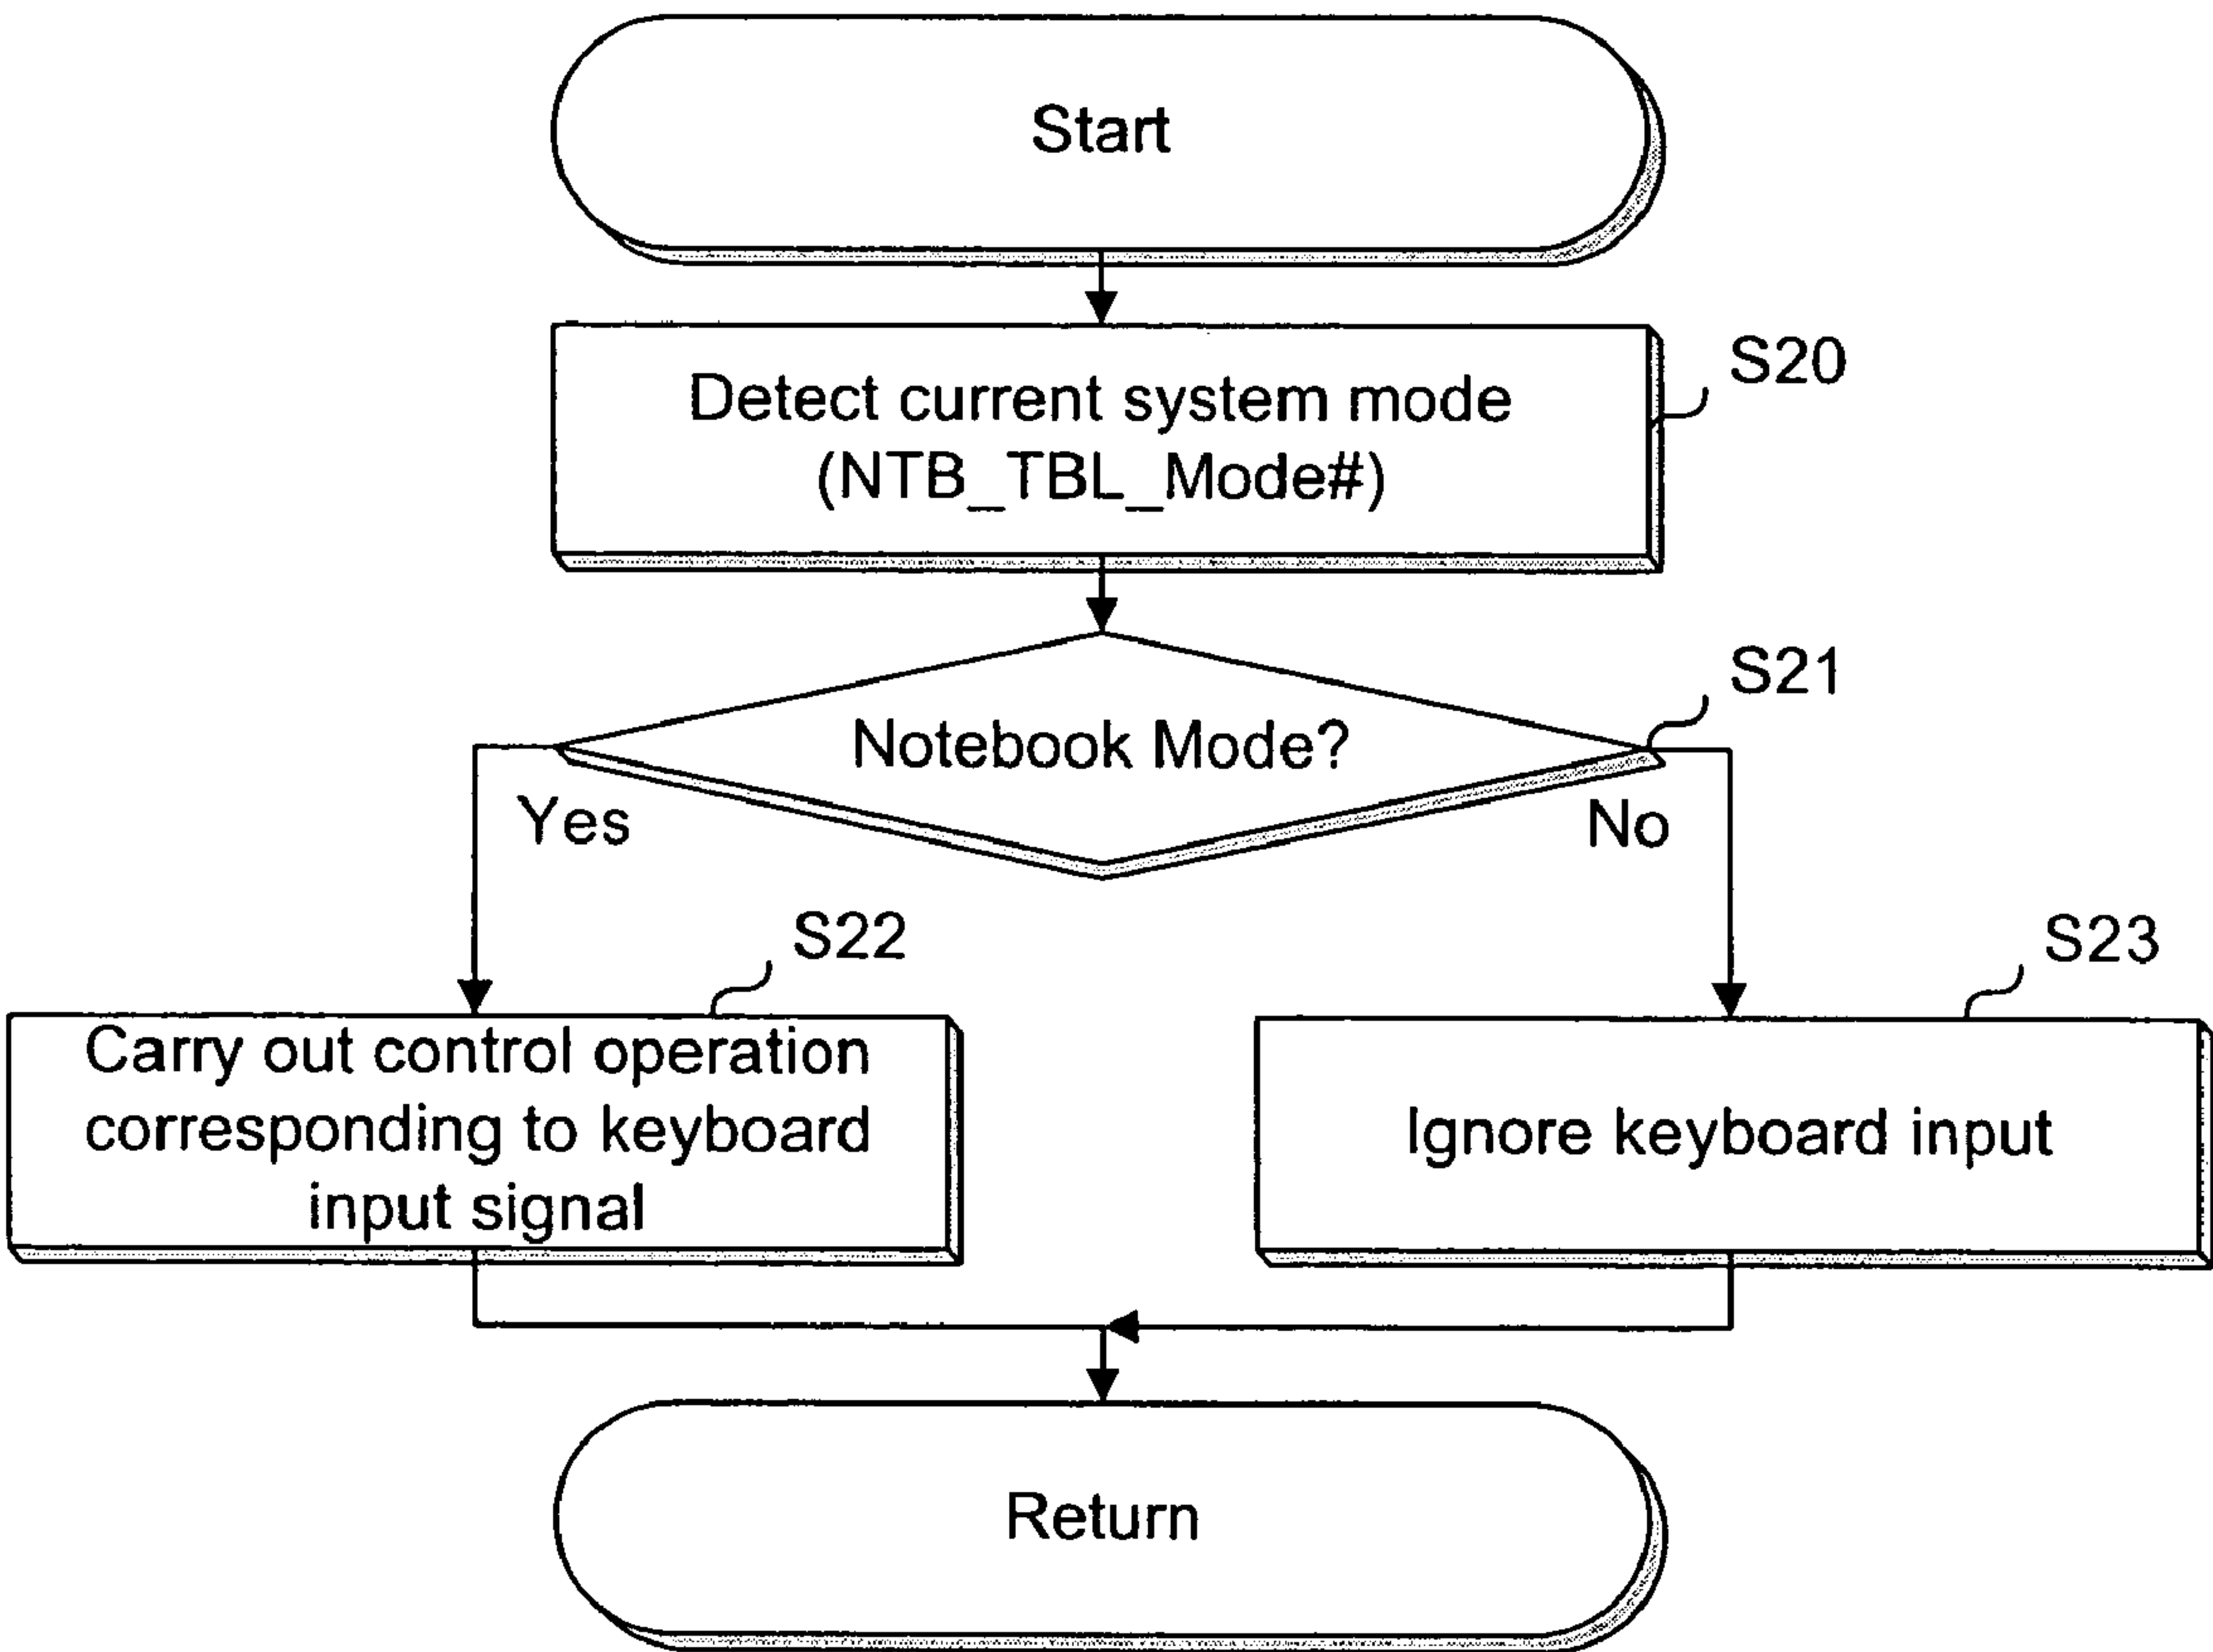 Start
S20
Detect current system mode
(NTB_TBL_Mode#)
S21
Notebook Mode?
Yes
No
S22
S23
Carry out control operation
corresponding to keyboard
input signal
Ignore keyboard input
Return